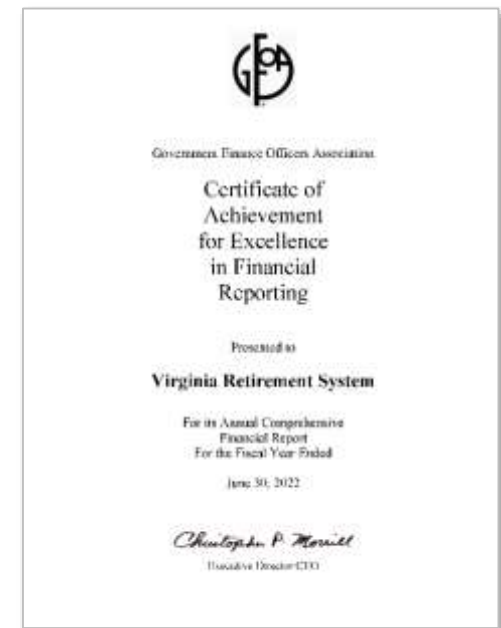 GFOA
Government Finance Officers Association
Certificate of
Achievement
for Excellence
in Financial
Reporting
Presented to
Virginia Retirement System
For its Annual Comprehensive
Financial Report
For the Fiscal Year Ended
June 30, 2022
Christopher P. Morrill
Executive Director/CEO